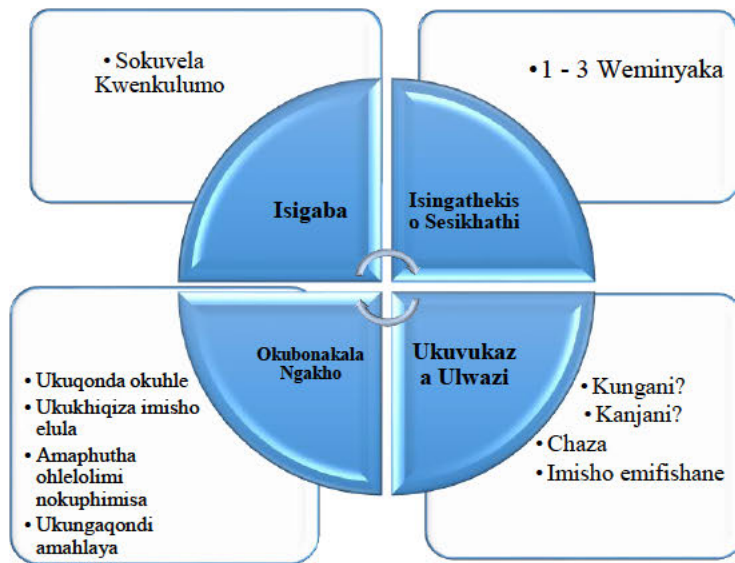 • Sokuvela
Kwenkulumo
• 1 - 3 Weminyaka
Isigaba
Isingathekis
o Sesikhathi
Okubonakala
Ngakho
Ukuvukaz
a Ulwazi
• Ukuqonda okuhle
• Ukukhiqiza imisho
elula
• Amaphutha
ohlelolimi
nokuphimisa
• Ukungaqondi
amahlaya
• Kungani?
• Kanjani?
• Chaza
• Imisho emifishane